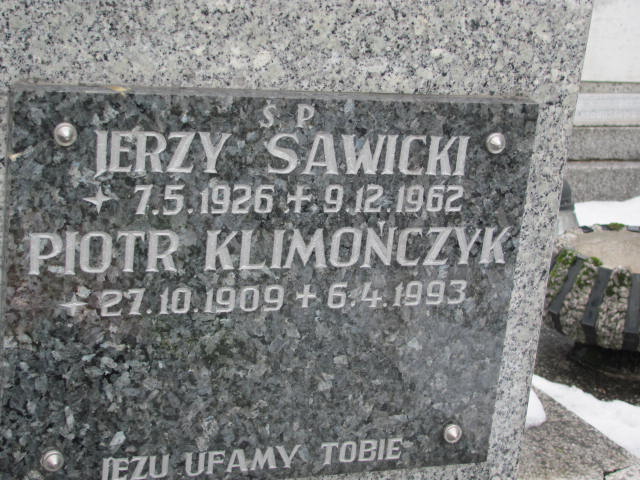 Ś P
JERZY SAWICKI
✦ 7.5.1926 + 9.12.1962
PIOTR KLIMOŃCZYK
✦ 27.10.1909 + 6.4.1993
JEZU UFAMY TOBIE